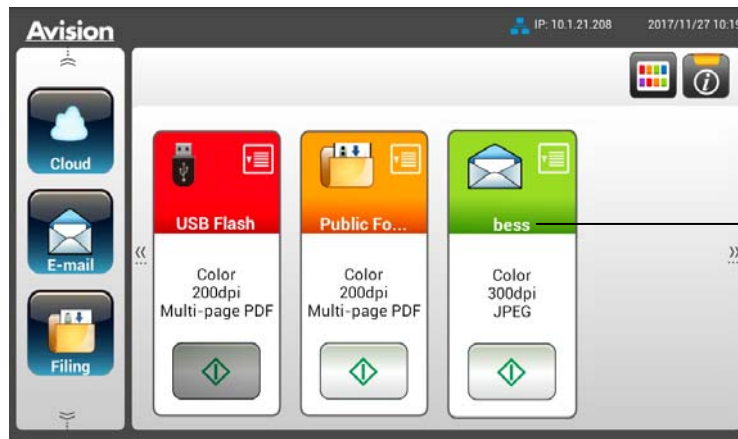 Avision
IP: 10.1.21.208 2017/11/27 10:19
Cloud
E-mail
Filing
USB Flash
Color
200dpi
Multi-page PDF
Public Fo...
Color
200dpi
Multi-page PDF
bess
Color
300dpi
JPEG